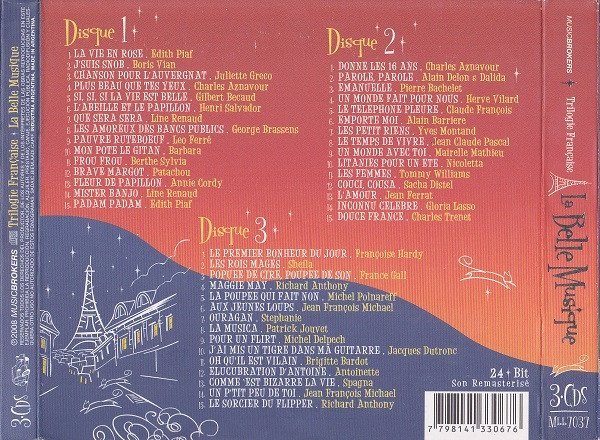 Disque 1
1. LA VIE EN ROSE . Edith Piaf
2. J'SUIS SNOB . Boris Vian
3. CHANSON POUR L'AUVERGNAT . Juliette Greco
4. PLUS BEAU QUE TES YEUX . Charles Aznavour
5. SI, SI, SI LA VIE EST BELLE . Gilbert Becaud
6. L'ABEILLE ET LE PAPILLON . Henri Salvador
7. QUE SERA SERA . Line Renaud
8. LES AMOREUX DES BANCS PUBLICS . George Brassens
9. PAUVRE RUTEBOEUF . Leo Ferré
10. MON POTE LE GITAN . Barbara
11. FROU FROU . Berthe Sylvia
12. BRAVE MARGOT . Patachou
13. FLEUR DE PAPILLON . Annie Cordy
14. MISTER BANJO . Line Renaud
15. PADAM PADAM . Edith Piaf
Disque 2
1. DONNE LES 16 ANS . Charles Aznavour
2. PAROLE, PAROLE . Alain Delon & Dalida
3. EMANUELLE . Pierre Bachelet
4. UN MONDE FAIT POUR NOUS . Herve Vilard
5. LE TELEPHONE PLEURE . Claude François
6. EMPORTE MOI . Alain Barriere
7. LES PETIT RIENS . Yves Montand
8. LE TEMPS DE VIVRE . Jean Claude Pascal
9. UN MONDE AVEC TOI . Mairelle Mathieu
10. LITANIES POUR UN ETE . Nicoletta
11. LES FEMMES . Tommy Williams
12. COUCI, COUSA . Sacha Distel
13. L'AMOUR . Jean Ferrat
14. INCONNU CELEBRE . Gloria Lasso
15. DOUCE FRANCE . Charles Trenet
Disque 3
1. LE PREMIER BONHEUR DU JOUR . Françoise Hardy
2. LES ROIS MAGES . Sheila
3. POPUEE DE CIRE, POUPEE DE SON . France Gall
4. MAGGIE MAY . Richard Anthony
5. LA POUPEE QUI FAIT NON . Michel Polnareff
6. AUX JEUNES LOUPS . Jean François Michael
7. OURAGAN . Stephanie
8. LA MUSICA . Patrick Jouvet
9. POUR UN FLIRT . Michel Delpech
10. J'AI MIS UN TIGRE DANS MA GUITARRE . Jacques Dutronc
11. OH QU'IL EST VILAIN . Brigitte Bardot
12. ELUCUBRATION D'ANTOINE . Antoinette
13. COMME EST BIZARRE LA VIE . Spagna
14. UN P'TIT PEU DE TOI . Jean François Michael
15. LE SORCIER DU FLIPPER . Richard Anthony
24 • Bit
Son Remasterisé
7 798141 330676
MUSICBROKERS
Trilogie Française
La Belle Musique
3·CDS
MBB 7037
Trilogie Française • La Belle Musique
©2008 MUSICBROKERS
3·CDS